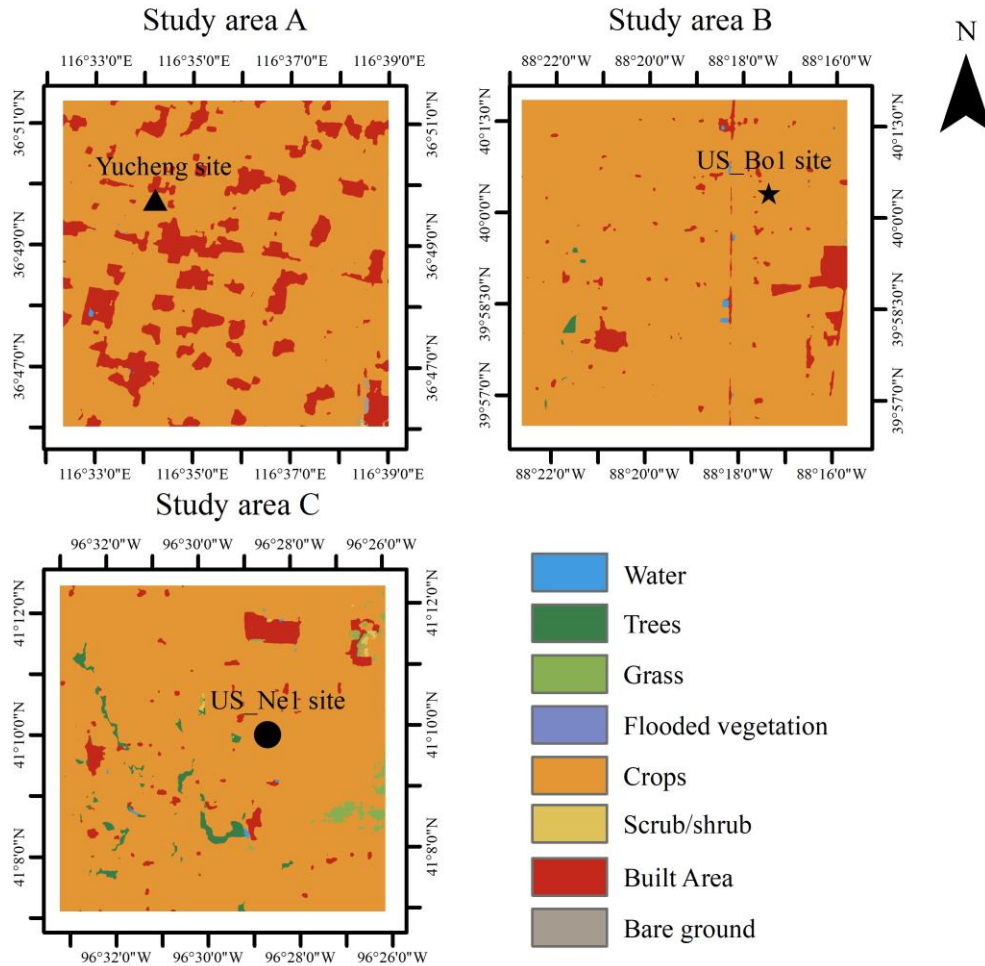 Study area A
116°33'0"E 116°35'0"E 116°37'0"E 116°39'0"E
36°51'0"N
36°49'0"N
36°47'0"N
Yucheng site
36°51'0"N
36°49'0"N
36°47'0"N
116°33'0"E 116°35'0"E 116°37'0"E 116°39'0"E
Study area B
88°22'0"W 88°20'0"W 88°18'0"W 88°16'0"W
40°1'30"N
40°0'0"N
39°58'30"N
39°57'0"N
US_Bo1 site
40°1'30"N
40°0'0"N
39°58'30"N
39°57'0"N
88°22'0"W 88°20'0"W 88°18'0"W 88°16'0"W
N
Study area C
96°32'0"W 96°30'0"W 96°28'0"W 96°26'0"W
41°12'0"N
41°10'0"N
41°8'0"N
US_Ne1 site
41°12'0"N
41°10'0"N
41°8'0"N
96°32'0"W 96°30'0"W 96°28'0"W 96°26'0"W
Water
Trees
Grass
Flooded vegetation
Crops
Scrub/shrub
Built Area
Bare ground